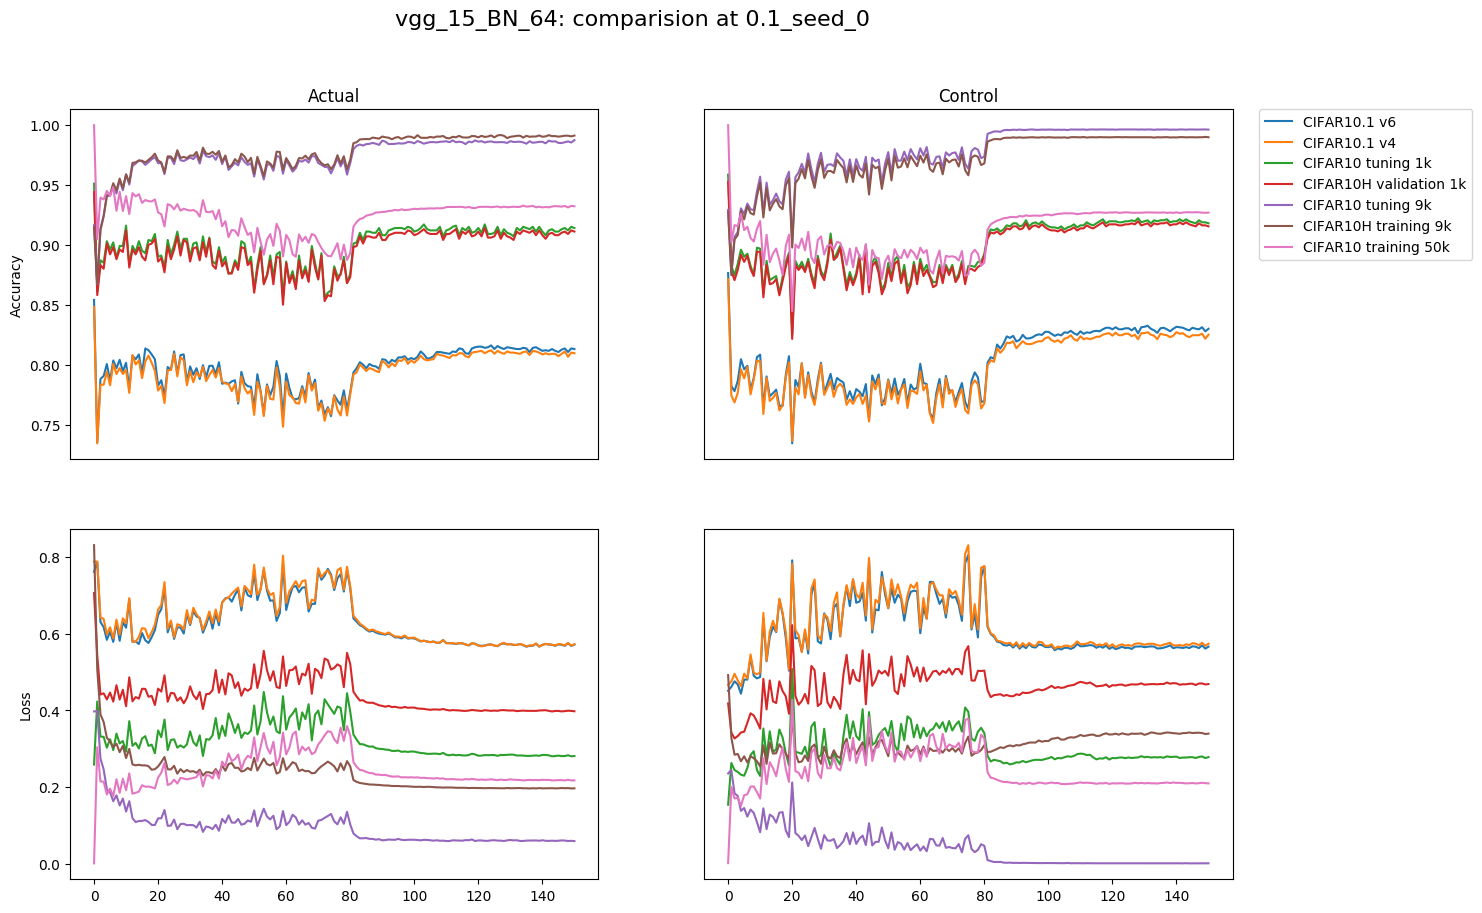 vgg_15_BN_64: comparision at 0.1_seed_0
Actual
Control
Accuracy
1.00
0.95
0.90
0.85
0.80
0.75
CIFAR10.1 v6
CIFAR10.1 v4
CIFAR10 tuning 1k
CIFAR10H validation 1k
CIFAR10 tuning 9k
CIFAR10H training 9k
CIFAR10 training 50k
Loss
0.8
0.6
0.4
0.2
0.0
0 20 40 60 80 100 120 140
0 20 40 60 80 100 120 140